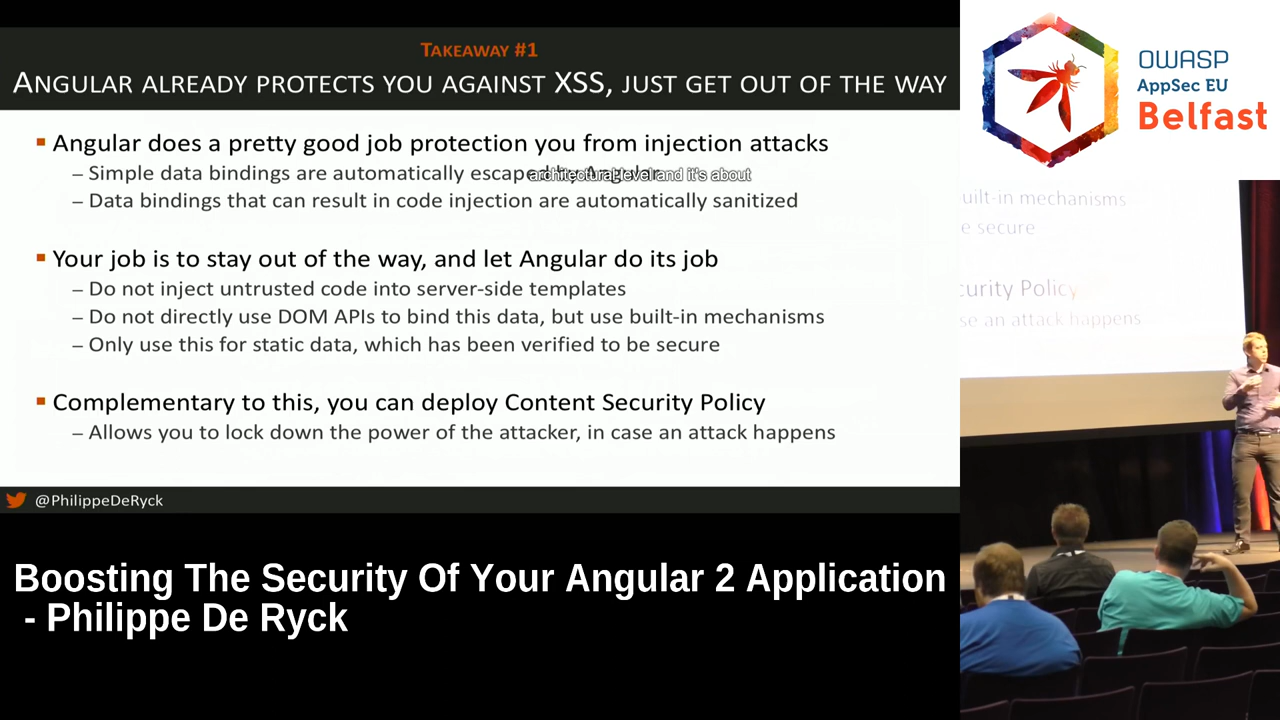 TAKEAWAY #1
ANGULAR ALREADY PROTECTS YOU AGAINST XSS, JUST GET OUT OF THE WAY
▪ Angular does a pretty good job protection you from injection attacks
– Simple data bindings are automatically escaped by Angular
architectural level and it's about
– Data bindings that can result in code injection are automatically sanitized
▪ Your job is to stay out of the way, and let Angular do its job
– Do not inject untrusted code into server-side templates
– Do not directly use DOM APIs to bind this data, but use built-in mechanisms
– Only use this for static data, which has been verified to be secure
▪ Complementary to this, you can deploy Content Security Policy
– Allows you to lock down the power of the attacker, in case an attack happens
@PhilippeDeRyck
Boosting The Security Of Your Angular 2 Application
- Philippe De Ryck
OWASP
AppSec EU
Belfast
uilt-in mechanisms
e secure
curity Policy
se an attack happens